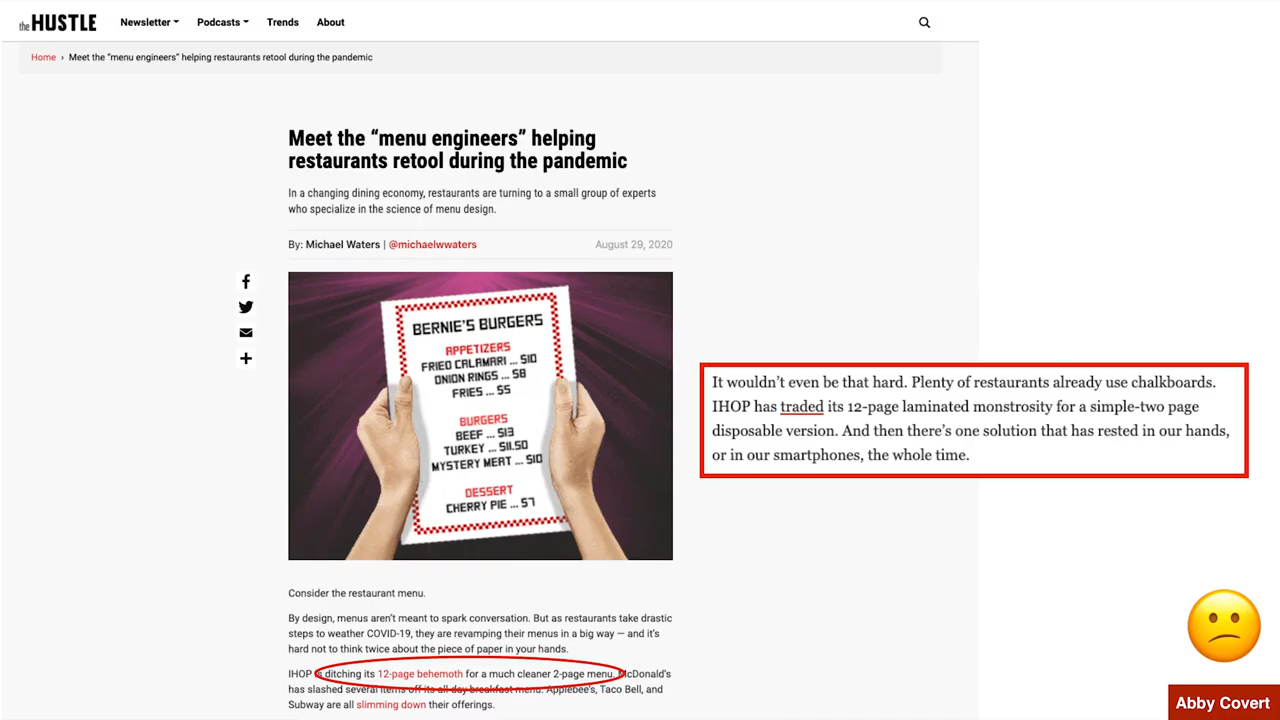 the HUSTLE
Newsletter Podcasts Trends About
Home › Meet the “menu engineers” helping restaurants retool during the pandemic
Meet the “menu engineers” helping
restaurants retool during the pandemic
In a changing dining economy, restaurants are turning to a small group of experts
who specialize in the science of menu design.
By: Michael Waters | @michaelwwaters August 29, 2020
BERNIE'S BURGERS
APPETIZERS
FRIED CALAMARI ... $10
ONION RINGS ... $8
FRIES ... $5
BURGERS
BEEF ... $13
TURKEY ... $11.50
MYSTERY MEAT ... $10
DESSERT
CHERRY PIE ... $7
Consider the restaurant menu.
By design, menus aren’t meant to spark conversation. But as restaurants take drastic
steps to weather COVID-19, they are revamping their menus in a big way — and it’s
hard not to think twice about the piece of paper in your hands.
IHOP is ditching its 12-page behemoth for a much cleaner 2-page menu. McDonald’s
has slashed several items off its all-day breakfast menu. Applebee’s, Taco Bell, and
Subway are all slimming down their offerings.
It wouldn’t even be that hard. Plenty of restaurants already use chalkboards.
IHOP has traded its 12-page laminated monstrosity for a simple-two page
disposable version. And then there’s one solution that has rested in our hands,
or in our smartphones, the whole time.
Abby Covert